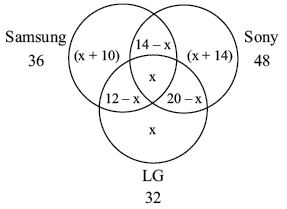 Samsung
36
Sony
48
14 – x
(x + 10)
(x + 14)
x
12 – x
20 – x
x
LG
32